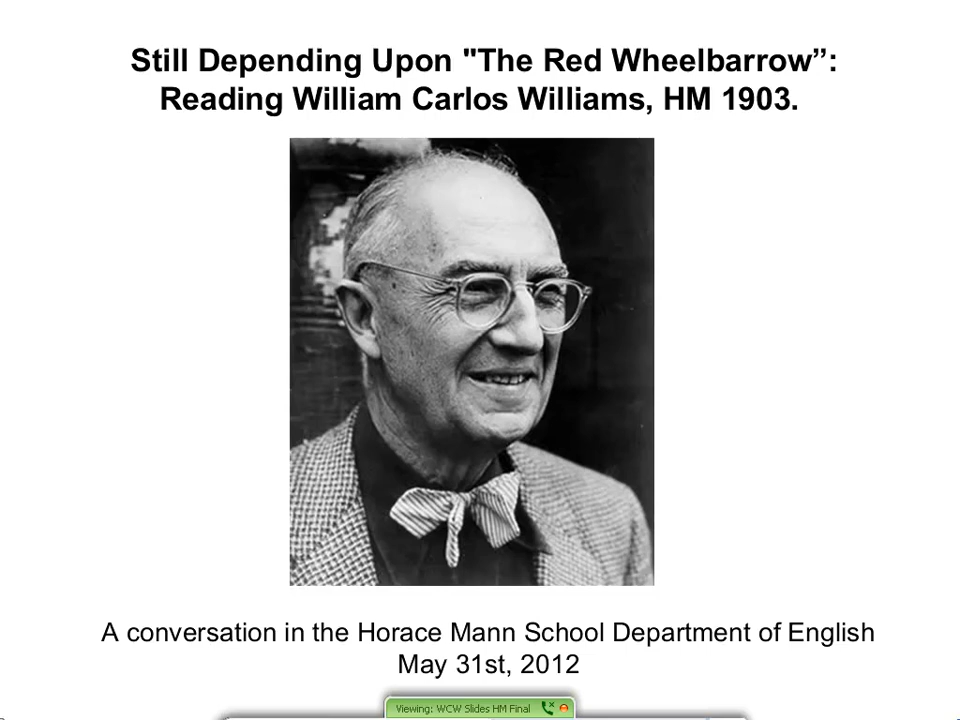 Still Depending Upon "The Red Wheelbarrow”:
Reading William Carlos Williams, HM 1903.
A conversation in the Horace Mann School Department of English
May 31st, 2012
Viewing: WCW Slides HM Final